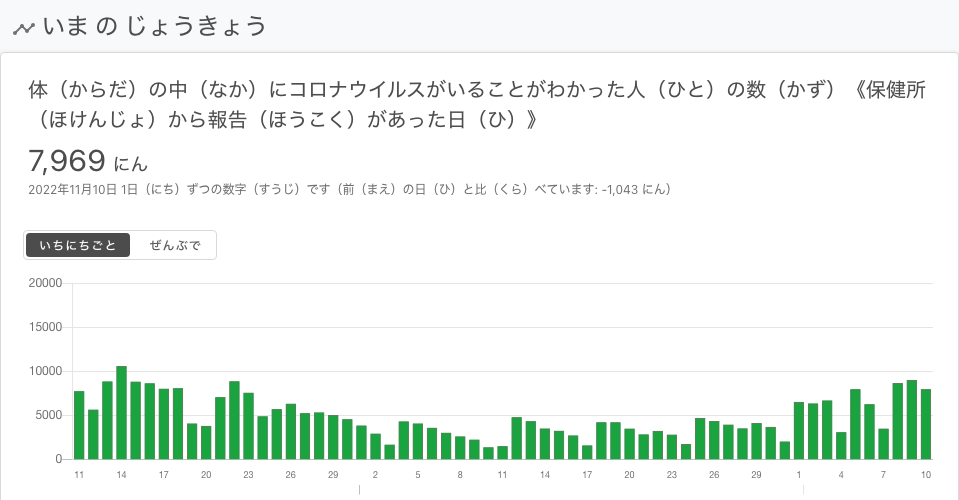 いま の じょうきょう
体（からだ）の中（なか）にコロナウイルスがいることがわかった人（ひと）の数（かず）《保健所
（ほけんじょ）から報告（ほうこく）があった日（ひ）》
7,969 にん
2022年11月10日 1日（にち）ずつの数字（すうじ）です（前（まえ）の日（ひ）と比（くら）べています: -1,043 にん）
いちにちごと ぜんぶで
20000
15000
10000
5000
0
11 14 17 20 23 26 29 2 5 8 11 14 17 20 23 26 29 1 4 7 10